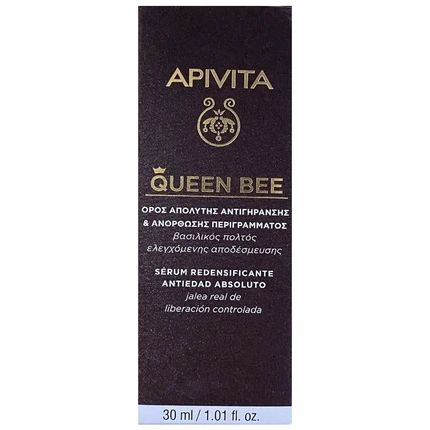 APIVITA
QUEEN BEE
ΟΡΟΣ ΑΠΟΛΥΤΗΣ ΑΝΤΙΓΗΡΑΝΣΗΣ
& ΑΝΟΡΘΩΣΗΣ ΠΕΡΙΓΡΑΜΜΑΤΟΣ
βασιλικός πολτός
ελεγχόμενης αποδέσμευσης
SÉRUM REDENSIFICANTE
ANTIEDAD ABSOLUTO
jalea real de
liberación controlada
30 ml / 1.01 fl. oz.